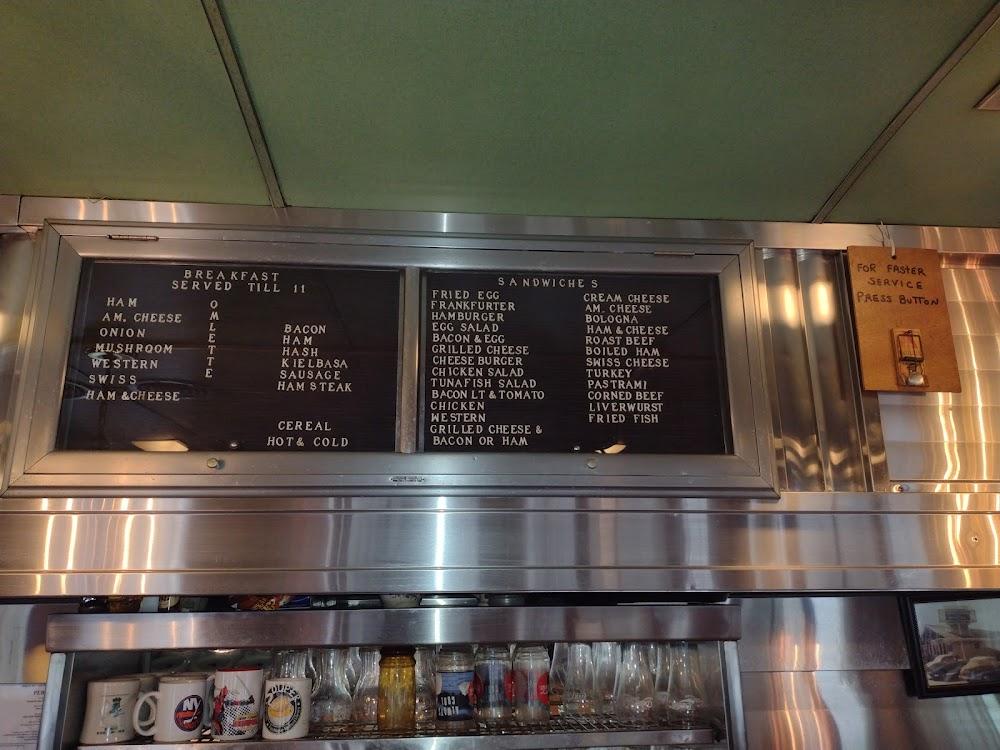 BREAKFAST
SERVED TILL 11
HAM
AM. CHEESE
ONION
MUSHROOM
WESTERN
SWISS
HAM & CHEESE
OMLETTE
BACON
HAM
HASH
KIELBASA
SAUSAGE
HAM STEAK
CEREAL
HOT & COLD
SANDWICHES
FRIED EGG
FRANKFURTER
HAMBURGER
EGG SALAD
BACON & EGG
GRILLED CHEESE
CHEESE BURGER
CHICKEN SALAD
TUNAFISH SALAD
BACON LT & TOMATO
CHICKEN
WESTERN
GRILLED CHEESE &
BACON OR HAM
CREAM CHEESE
AM. CHEESE
BOLOGNA
HAM & CHEESE
ROAST BEEF
BOILED HAM
SWISS CHEESE
TURKEY
PASTRAMI
CORNED BEEF
LIVERWURST
FRIED FISH
FOR FASTER
SERVICE
PRESS BUTTON
NY